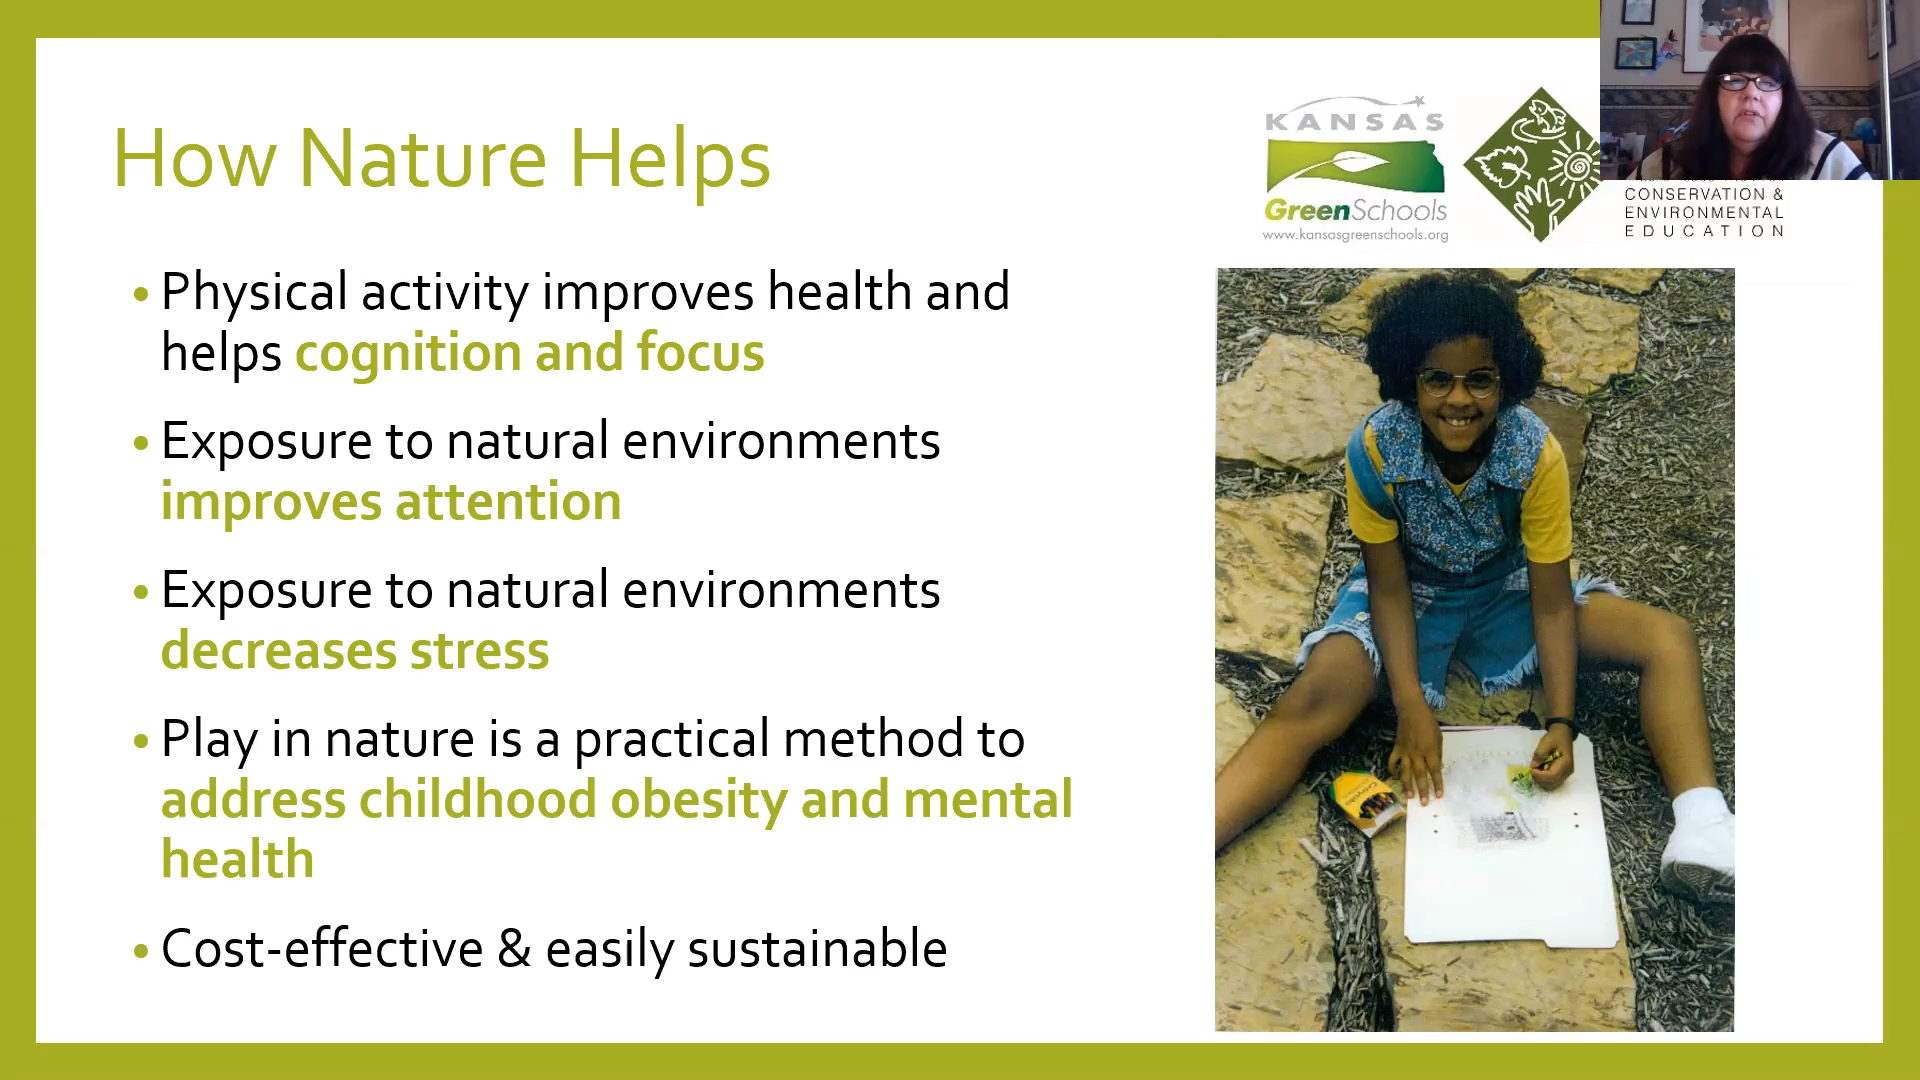 How Nature Helps
KANSAS
GreenSchools
www.kansasgreenschools.org
CONSERVATION &
ENVIRONMENTAL
EDUCATION
• Physical activity improves health and
helps cognition and focus
• Exposure to natural environments
improves attention
• Exposure to natural environments
decreases stress
• Play in nature is a practical method to
address childhood obesity and mental
health
• Cost-effective & easily sustainable
Crayola